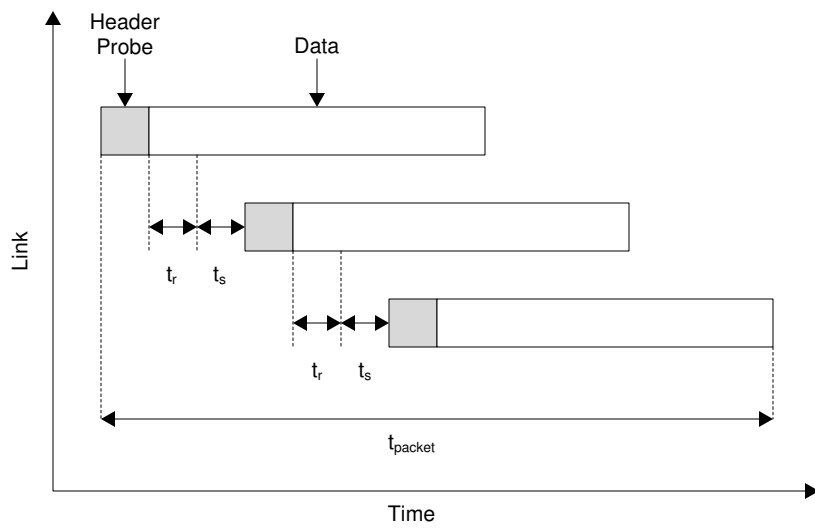 Header
Probe
Data
t_r
t_s
t_r
t_s
t_packet
Link
Time